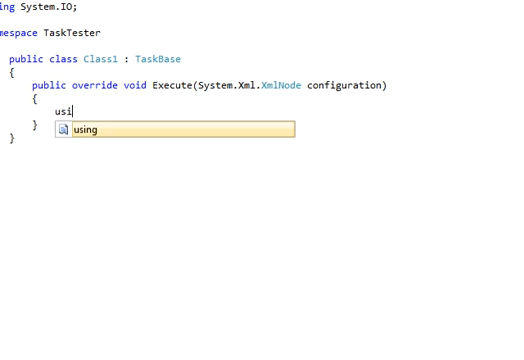 ing System.IO;
mespace TaskTester
public class Class1 : TaskBase
{
public override void Execute(System.Xml.XmlNode configuration)
{
usi
using
}
}